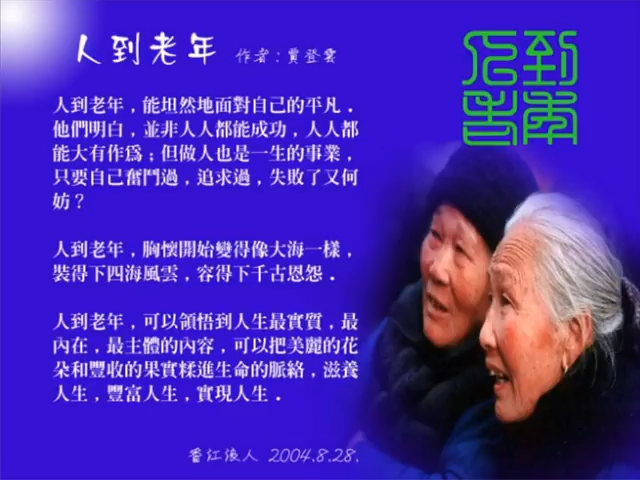 人到老年 作者:賈登雲
到老
人年
人到老年,能坦然地面對自己的平凡.
他們明白,並非人人都能成功,人人都
能大有作爲;但做人也是一生的事業,
只要自己奮鬥過,追求過,失敗了又何
妨?
人到老年,胸懷開始變得像大海一樣,
裝得下四海風雲,容得下千古恩怨.
人到老年,可以領悟到人生最實質,最
內在,最主體的內容,可以把美麗的花
朵和豐收的果實糅進生命的脈絡,滋養
人生,豐富人生,實現人生.
香江浪人 2004.8.28.